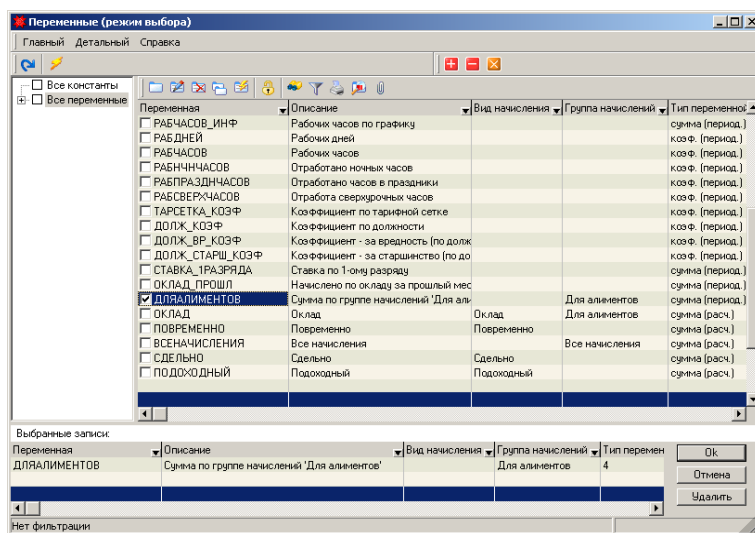 Переменные (режим выбора)
Главный Детальный Справка
Все константы
Все переменные
Переменная Описание Вид начисления Группа начислений Тип переменной
РАБЧАСОВ_ИНФ Рабочих часов по графику сумма (период.)
РАБДНЕЙ Рабочих дней коэф. (период.)
РАБЧАСОВ Рабочих часов коэф. (период.)
РАБНЧНЧАСОВ Отработано ночных часов коэф. (период.)
РАБПРАЗДНЧАСОВ Отработано часов в праздники коэф. (период.)
РАБСВЕРХЧАСОВ Отработа сверхурочных часов коэф. (период.)
ТАРСЕТКА_КОЭФ Коэффициент по тарифной сетке коэф. (период.)
ДОЛЖ_КОЭФ Коэффициент по должности коэф. (период.)
ДОЛЖ_ВР_КОЭФ Коэффициент - за вредность (по долж коэф. (период.)
ДОЛЖ_СТАРШ_КОЭФ Коэффициент - за старшинство (по до коэф. (период.)
СТАВКА_1РАЗРЯДА Ставка по 1-ому разряду сумма (период.)
ОКЛАД_ПРОШЛ Начислено по окладу за прошлый мес сумма (период.)
ДЛЯАЛИМЕНТОВ Сумма по группе начислений 'Для али Для алиментов сумма (период.)
ОКЛАД Оклад Оклад Для алиментов сумма (расч.)
ПОВРЕМЕННО Повременно Повременно сумма (расч.)
ВСЕНАЧИСЛЕНИЯ Все начисления Все начисления сумма (расч.)
СДЕЛЬНО Сдельно Сдельно сумма (расч.)
ПОДОХОДНЫЙ Подоходный Подоходный сумма (расч.)
Выбранные записи:
Переменная Описание Вид начисления Группа начислений Тип перемен
ДЛЯАЛИМЕНТОВ Сумма по группе начислений 'Для алиментов' Для алиментов 4
Ok
Отмена
Удалить
Нет фильтрации